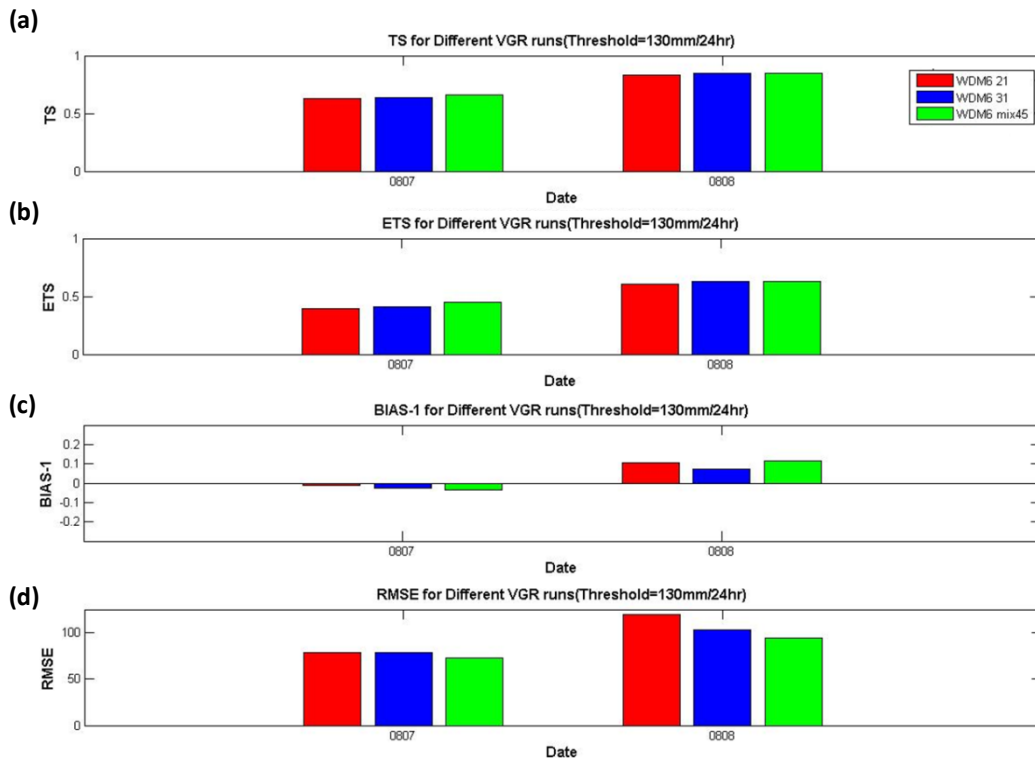 (a)
TS for Different VGR runs(Threshold=130mm/24hr)
1
0.5
0
TS
WDM6 21
WDM6 31
WDM6 mix45
0807
0808
Date
(b)
ETS for Different VGR runs(Threshold=130mm/24hr)
1
0.5
0
ETS
0807
0808
Date
(c)
BIAS-1 for Different VGR runs(Threshold=130mm/24hr)
0.2
0.1
0
-0.1
-0.2
BIAS-1
0807
0808
Date
(d)
RMSE for Different VGR runs(Threshold=130mm/24hr)
100
50
0
RMSE
0807
0808
Date